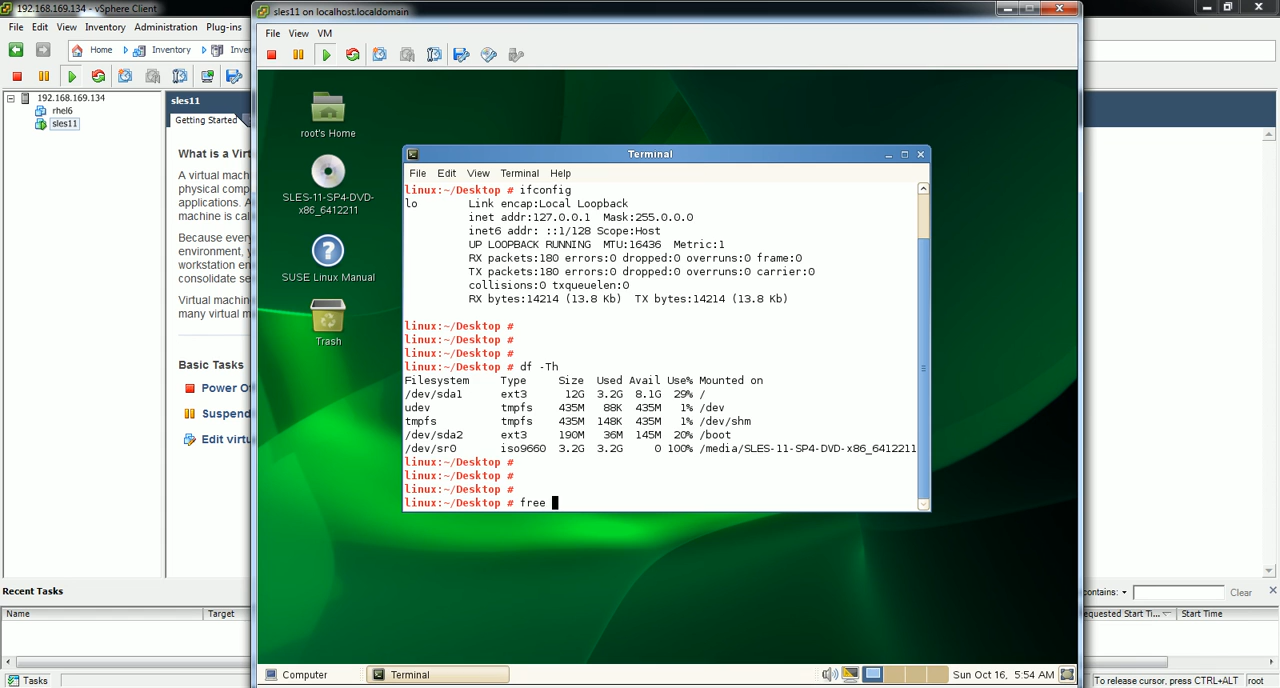 192.168.169.134 - vSphere Client
File Edit View Inventory Administration Plug-ins
Home Inventory
192.168.169.134
rhel6
sles11
sles11
Getting Started
What is a Virt
A virtual mach
physical comp
applications. A
machine is cal
Because every
environment, y
workstation en
consolidate se
Virtual machin
many virtual m
Basic Tasks
Power O
Suspend
Edit virtu
Recent Tasks
Name Target
Tasks
sles11 on localhost.localdomain
File View VM
root's Home
SLES-11-SP4-DVD-
x86_6412211
SUSE Linux Manual
Trash
Terminal
File Edit View Terminal Help
linux:~/Desktop # ifconfig
lo Link encap:Local Loopback
inet addr:127.0.0.1 Mask:255.0.0.0
inet6 addr: ::1/128 Scope:Host
UP LOOPBACK RUNNING MTU:16436 Metric:1
RX packets:180 errors:0 dropped:0 overruns:0 frame:0
TX packets:180 errors:0 dropped:0 overruns:0 carrier:0
collisions:0 txqueuelen:0
RX bytes:14214 (13.8 Kb) TX bytes:14214 (13.8 Kb)
linux:~/Desktop #
linux:~/Desktop #
linux:~/Desktop #
linux:~/Desktop # df -Th
Filesystem Type Size Used Avail Use% Mounted on
/dev/sda1 ext3 12G 3.2G 8.1G 29% /
udev tmpfs 435M 88K 435M 1% /dev
tmpfs tmpfs 435M 148K 435M 1% /dev/shm
/dev/sda2 ext3 190M 36M 145M 20% /boot
/dev/sr0 iso9660 3.2G 3.2G 0 100% /media/SLES-11-SP4-DVD-x86_6412211
linux:~/Desktop #
linux:~/Desktop #
linux:~/Desktop #
linux:~/Desktop # free
Computer Terminal Sun Oct 16, 5:54 AM
contains: Clear
equested Start Ti... Start Time
To release cursor, press CTRL+ALT root